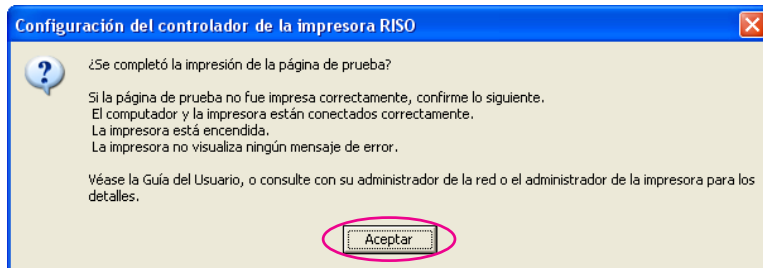 Configuración del controlador de la impresora RISO
¿Se completó la impresión de la página de prueba?
Si la página de prueba no fue impresa correctamente, confirme lo siguiente.
El computador y la impresora están conectados correctamente.
La impresora está encendida.
La impresora no visualiza ningún mensaje de error.
Véase la Guía del Usuario, o consulte con su administrador de la red o el administrador de la impresora para los
detalles.
Aceptar